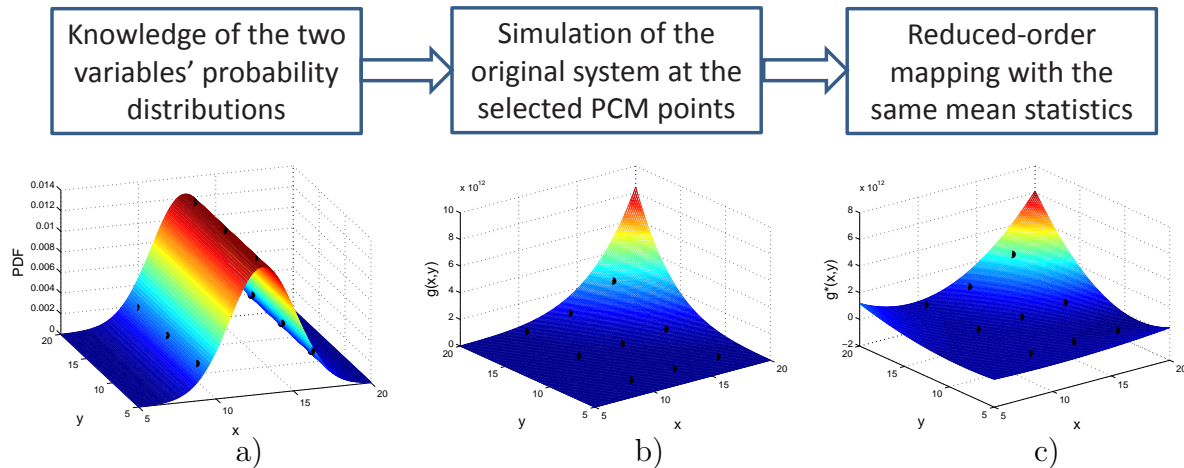 Knowledge of the two
variables' probability
distributions
Simulation of the
original system at the
selected PCM points
Reduced-order
mapping with the
same mean statistics
0.014
0.012
0.01
0.008
0.006
0.004
0.002
0
PDF
20
15
10
5
y
5
10
15
20
x
a)
x 10^12
10
8
6
4
2
0
g(x,y)
20
15
10
5
y
5
10
15
20
x
b)
x 10^12
8
6
4
2
0
−2
g*(x,y)
20
15
10
5
y
5
10
15
20
x
c)